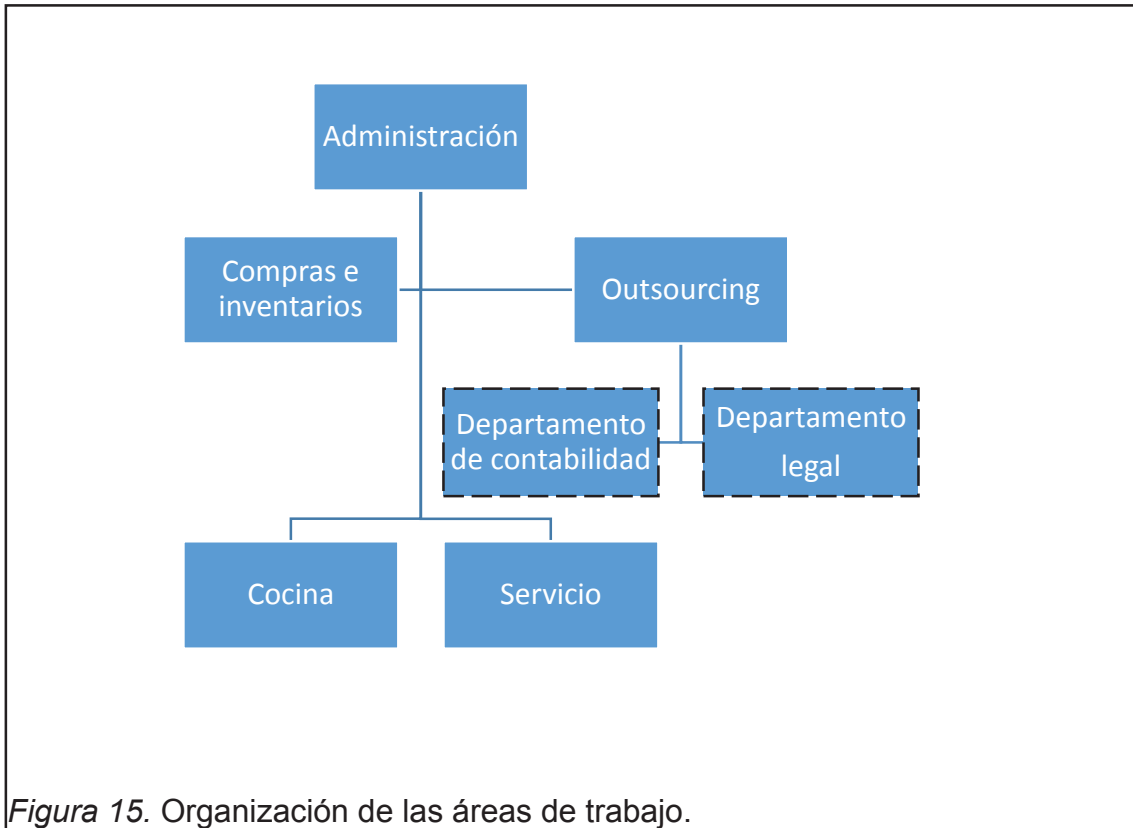 Administración
Compras e
inventarios
Outsourcing
Departamento
de contabilidad
Departamento
legal
Cocina
Servicio
Figura 15. Organización de las áreas de trabajo.